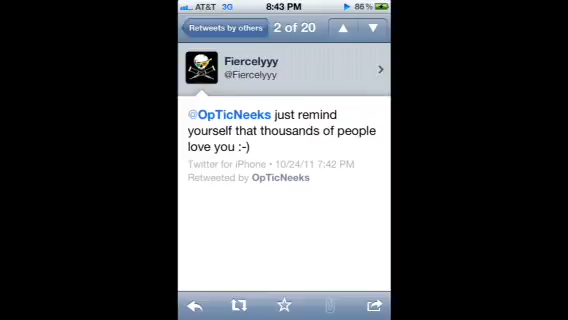 AT&T 3G 8:43 PM 86%
Retweets by others 2 of 20
Fiercelyyy
@Fiercelyyy
@OpTicNeeks just remind
yourself that thousands of people
love you :-)
Twitter for iPhone • 10/24/11 7:42 PM
Retweeted by OpTicNeeks